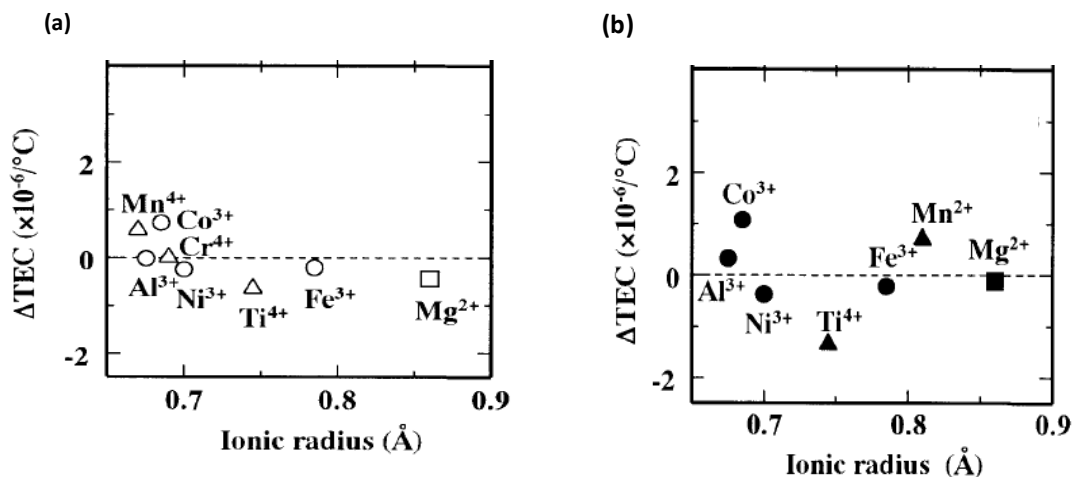 (a)
ΔTEC (×10⁻⁶/°C)
2
0
-2
Mn⁴⁺
Co³⁺
Cr⁴⁺
Al³⁺
Ni³⁺
Ti⁴⁺
Fe³⁺
Mg²⁺
0.7
0.8
0.9
Ionic radius (Å)
(b)
ΔTEC (×10⁻⁶/°C)
2
0
-2
Co³⁺
Mn²⁺
Fe³⁺
Mg²⁺
Al³⁺
Ni³⁺
Ti⁴⁺
0.7
0.8
0.9
Ionic radius (Å)